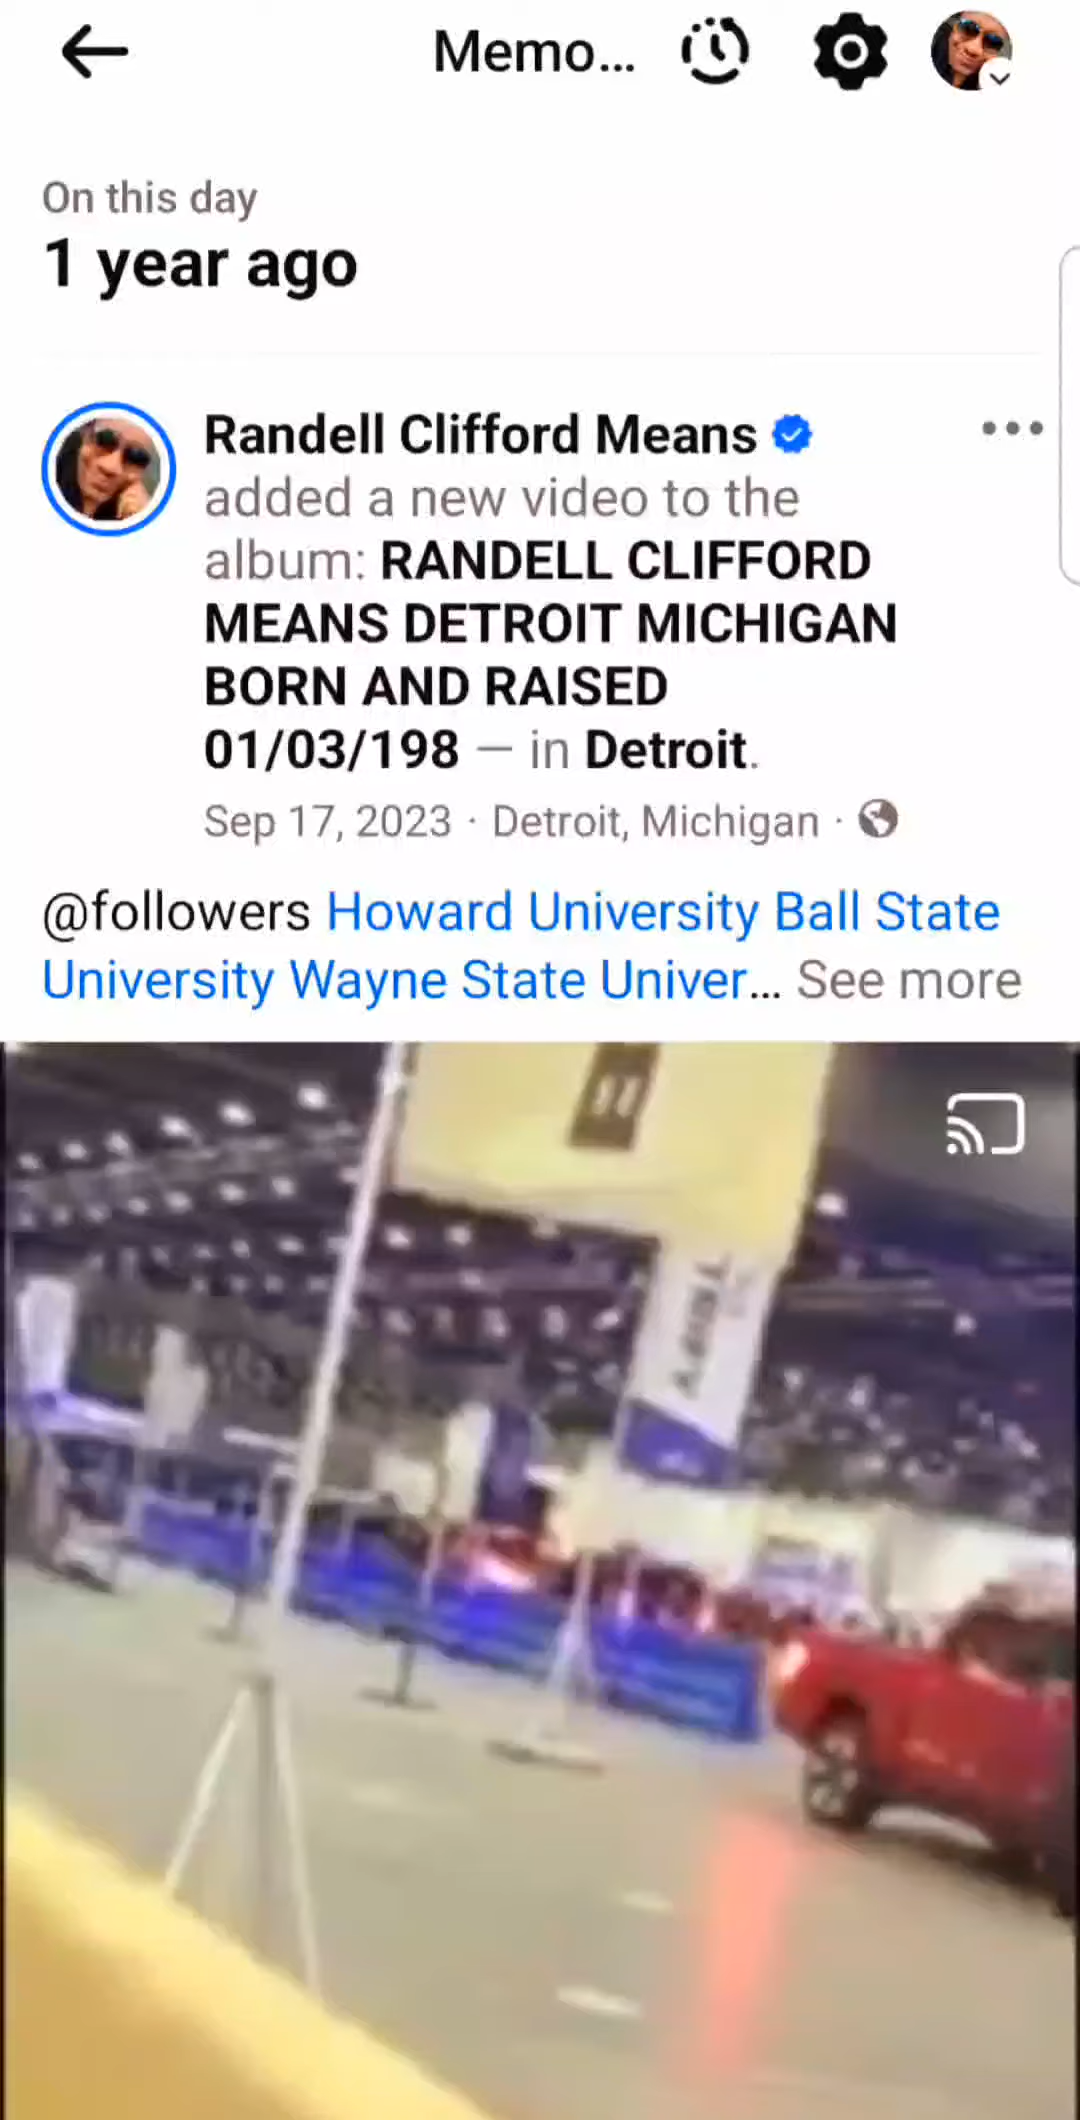 Memo...
On this day
1 year ago
Randell Clifford Means
added a new video to the
album: RANDELL CLIFFORD
MEANS DETROIT MICHIGAN
BORN AND RAISED
01/03/198 — in Detroit.
Sep 17, 2023 · Detroit, Michigan ·
@followers Howard University Ball State
University Wayne State Univer... See more